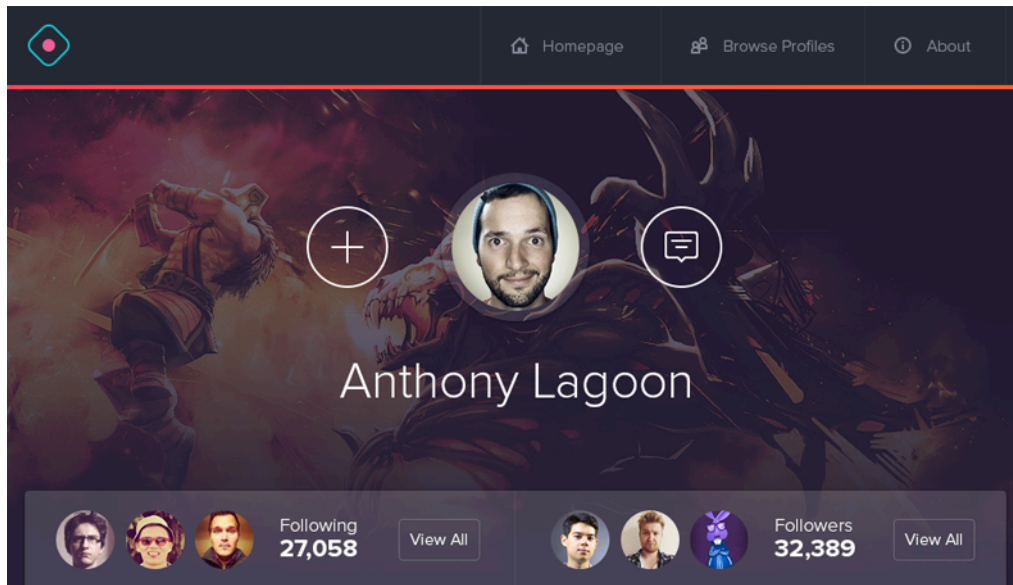 Homepage
Browse Profiles
About
Anthony Lagoon
Following
27,058
View All
Followers
32,389
View All